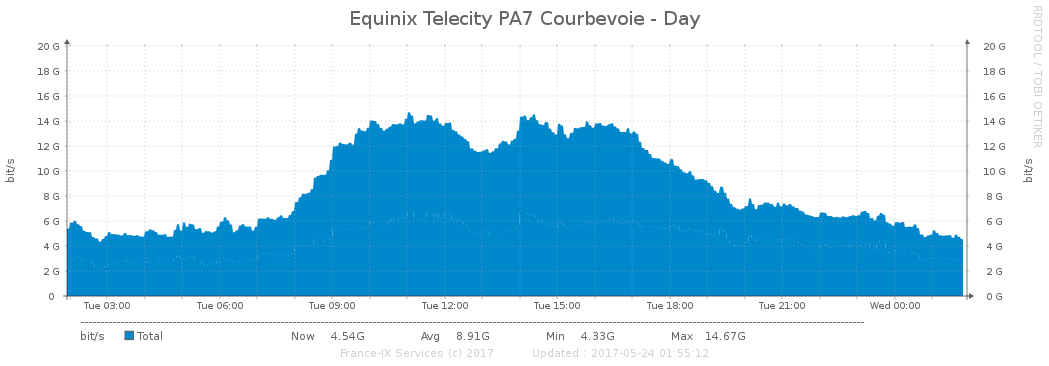 Equinix Telecity PA7 Courbevoie - Day
RRDTOOL / TOBI OETIKER
20 G 20 G
18 G 18 G
16 G 16 G
14 G 14 G
12 G 12 G
10 G 10 G
8 G 8 G
6 G 6 G
4 G 4 G
2 G 2 G
0 0 G
bit/s bit/s
Tue 03:00 Tue 06:00 Tue 09:00 Tue 12:00 Tue 15:00 Tue 18:00 Tue 21:00 Wed 00:00
bit/s Total Now 4.54G Avg 8.91G Min 4.33G Max 14.67G
France-IX Services (c) 2017 Updated : 2017-05-24 01:55:12